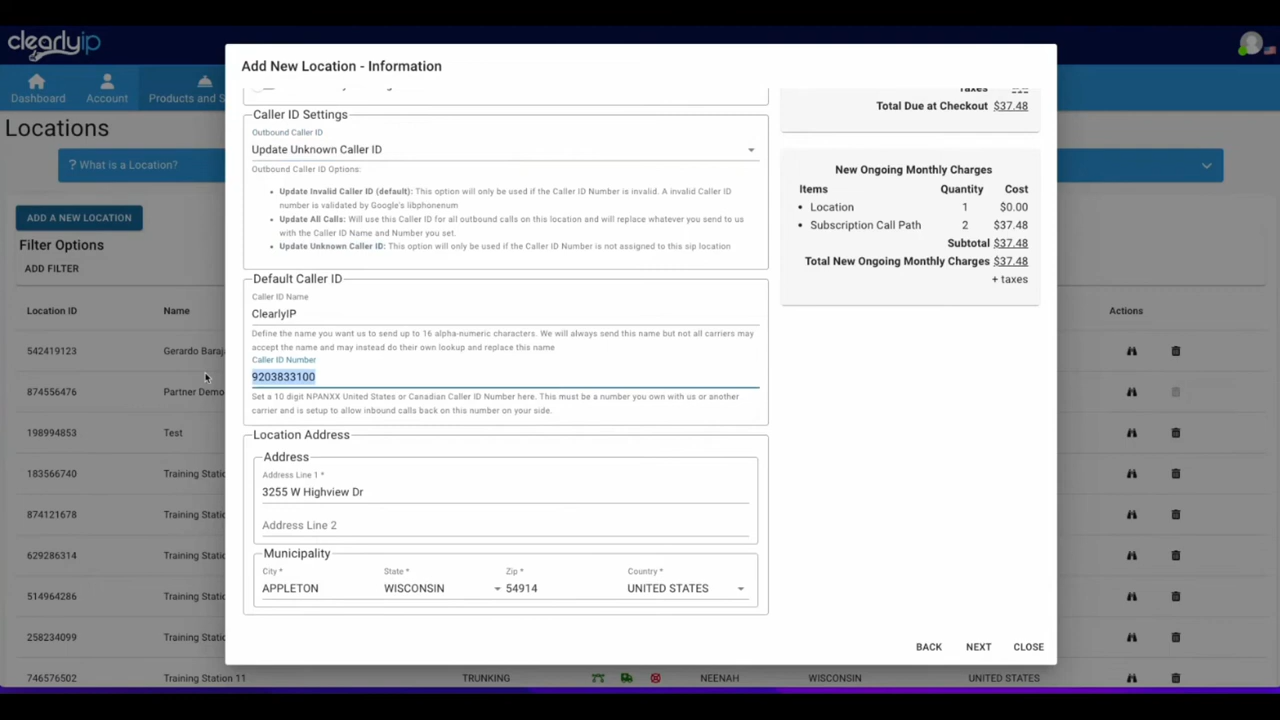 clearlyip
Dashboard
Account
Products and S
Locations
? What is a Location?
ADD A NEW LOCATION
Filter Options
ADD FILTER
Location ID Name Actions
542419123 Gerardo Baraj
874556476 Partner Demo
198994853 Test
183566740 Training Static
874121678 Training Static
629286314 Training Static
514964286 Training Static
258234099 Training Static
746576502 Training Station 11 TRUNKING NEENAH WISCONSIN UNITED STATES
Add New Location - Information
Caller ID Settings
Outbound Caller ID
Update Unknown Caller ID
Outbound Caller ID Options:
• Update Invalid Caller ID (default): This option will only be used if the Caller ID Number is invalid. A invalid Caller ID
number is validated by Google's libphonenum
• Update All Calls: Will use this Caller ID for all outbound calls on this location and will replace whatever you send to us
with the Caller ID Name and Number you set.
• Update Unknown Caller ID: This option will only be used if the Caller ID Number is not assigned to this sip location
Default Caller ID
Caller ID Name
ClearlyIP
Define the name you want us to send up to 16 alpha-numeric characters. We will always send this name but not all carriers may
accept the name and may instead do their own lookup and replace this name
Caller ID Number
9203833100
Set a 10 digit NPANXX United States or Canadian Caller ID Number here. This must be a number you own with us or another
carrier and is setup to allow inbound calls back on this number on your side.
Location Address
Address
Address Line 1 *
3255 W Highview Dr
Address Line 2
Municipality
City * State * Zip * Country *
APPLETON WISCONSIN 54914 UNITED STATES
Taxes
Total Due at Checkout $37.48
New Ongoing Monthly Charges
Items Quantity Cost
• Location 1 $0.00
• Subscription Call Path 2 $37.48
Subtotal $37.48
Total New Ongoing Monthly Charges $37.48
+ taxes
BACK NEXT CLOSE